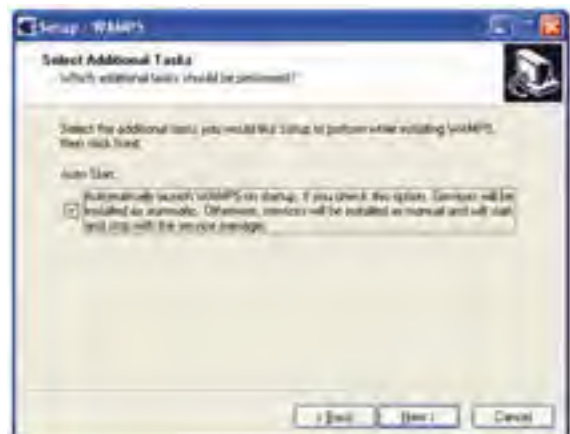 Setup - WAMP5
Select Additional Tasks
Which additional tasks should be performed?
Select the additional tasks you would like Setup to perform while installing WAMP5,
then click Next.
Auto Start:
Automatically launch WAMP5 on startup. If you check this option, Services will be
installed as automatic. Otherwise, services will be installed as manual and will start
and stop with the service manager.
< Back
Next >
Cancel